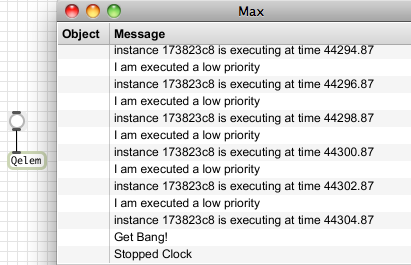 Max
Object Message
instance 173823c8 is executing at time 44294.87
I am executed a low priority
instance 173823c8 is executing at time 44296.87
I am executed a low priority
instance 173823c8 is executing at time 44298.87
I am executed a low priority
instance 173823c8 is executing at time 44300.87
I am executed a low priority
instance 173823c8 is executing at time 44302.87
I am executed a low priority
instance 173823c8 is executing at time 44304.87
Get Bang!
Stopped Clock
Qelem